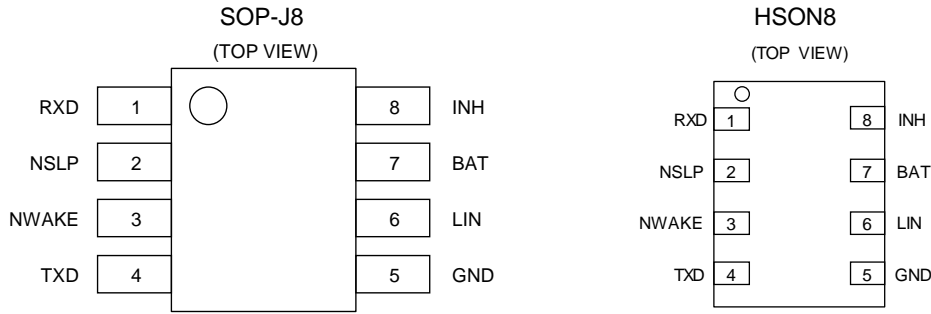 SOP-J8
(TOP VIEW)
RXD 1 8 INH
NSLP 2 7 BAT
NWAKE 3 6 LIN
TXD 4 5 GND
HSON8
(TOP VIEW)
RXD 1 8 INH
NSLP 2 7 BAT
NWAKE 3 6 LIN
TXD 4 5 GND